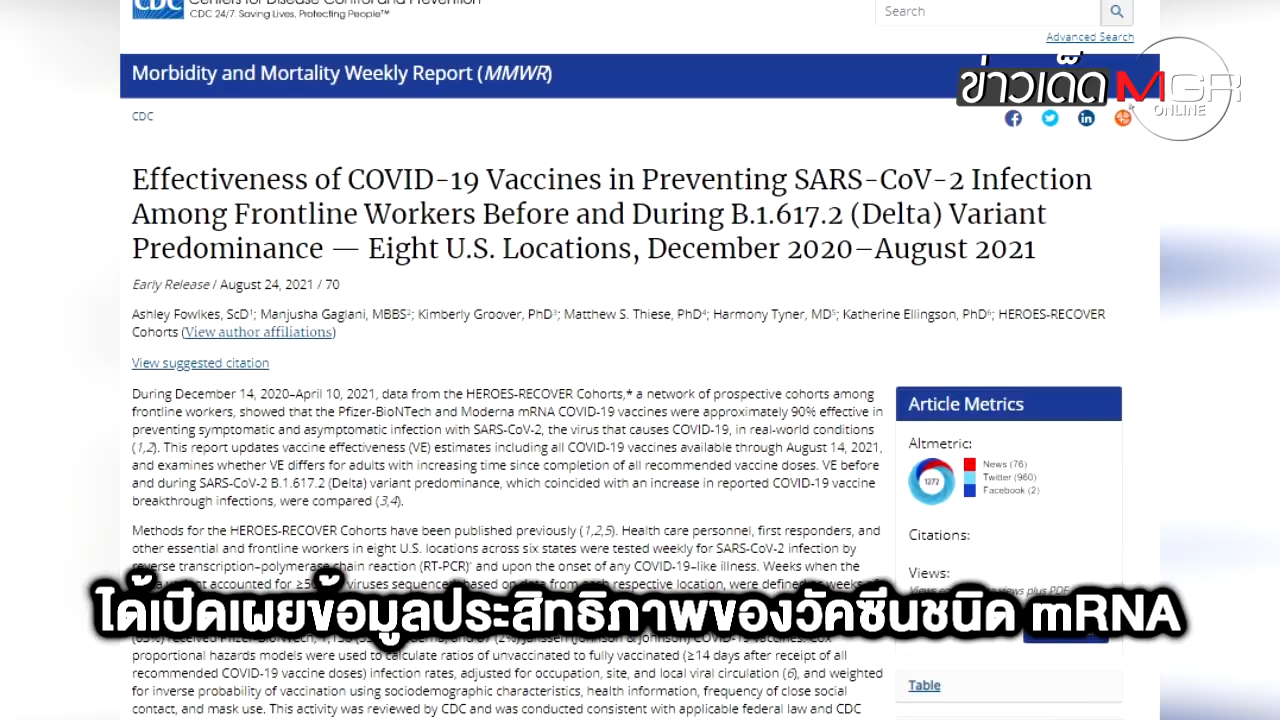 CDC
Centers for Disease Control and Prevention
CDC 24/7: Saving Lives, Protecting People™
Search
Advanced Search
Morbidity and Mortality Weekly Report (MMWR)
ข่าวเด็ด MGR
ONLINE
CDC
Effectiveness of COVID-19 Vaccines in Preventing SARS-CoV-2 Infection
Among Frontline Workers Before and During B.1.617.2 (Delta) Variant
Predominance — Eight U.S. Locations, December 2020–August 2021
Early Release / August 24, 2021 / 70
Ashley Fowlkes, ScD1; Manjusha Gaglani, MBBS2; Kimberly Groover, PhD3; Matthew S. Thiese, PhD4; Harmony Tyner, MD5; Katherine Ellingson, PhD6; HEROES-RECOVER
Cohorts (View author affiliations)
View suggested citation
During December 14, 2020–April 10, 2021, data from the HEROES-RECOVER Cohorts,* a network of prospective cohorts among
frontline workers, showed that the Pfizer-BioNTech and Moderna mRNA COVID-19 vaccines were approximately 90% effective in
preventing symptomatic and asymptomatic infection with SARS-CoV-2, the virus that causes COVID-19, in real-world conditions
(1,2). This report updates vaccine effectiveness (VE) estimates including all COVID-19 vaccines available through August 14, 2021,
and examines whether VE differs for adults with increasing time since completion of all recommended vaccine doses. VE before
and during SARS-CoV-2 B.1.617.2 (Delta) variant predominance, which coincided with an increase in reported COVID-19 vaccine
breakthrough infections, were compared (3,4).
Methods for the HEROES-RECOVER Cohorts have been published previously (1,2,5). Health care personnel, first responders, and
other essential and frontline workers in eight U.S. locations across six states were tested weekly for SARS-CoV-2 infection by
reverse transcription–polymerase chain reaction (RT-PCR) and upon the onset of any COVID-19–like illness. Weeks when the
accounted for viruses sequenced, based on data from each respective location, were defined as weeks of
ได้เปิดเผยข้อมูลประสิทธิภาพของวัคซีนชนิด mRNA
proportional hazards models were used to calculate ratios of unvaccinated to fully vaccinated (≥14 days after receipt of all
recommended COVID-19 vaccine doses) infection rates, adjusted for occupation, site, and local viral circulation (6), and weighted
for inverse probability of vaccination using sociodemographic characteristics, health information, frequency of close social
contact, and mask use. This activity was reviewed by CDC and was conducted consistent with applicable federal law and CDC
Article Metrics
Altmetric:
1272
News (76)
Twitter (960)
Facebook (2)
Citations:
Views:
Table